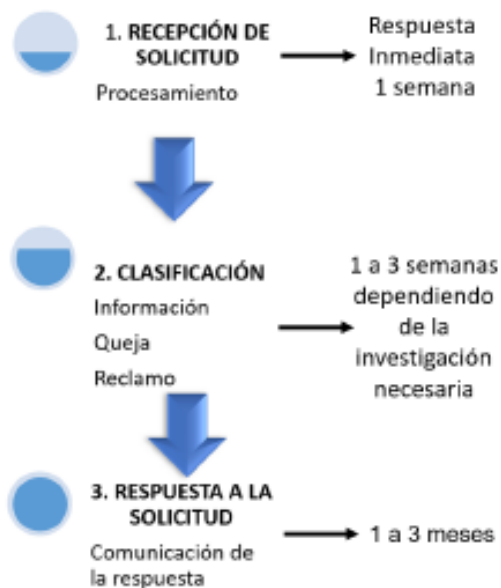 1. RECEPCIÓN DE
SOLICITUD
Procesamiento
Respuesta
Inmediata
1 semana
2. CLASIFICACIÓN
Información
Queja
Reclamo
1 a 3 semanas
dependiendo
de la
investigación
necesaria
3. RESPUESTA A LA
SOLICITUD
Comunicación de
la respuesta
1 a 3 meses